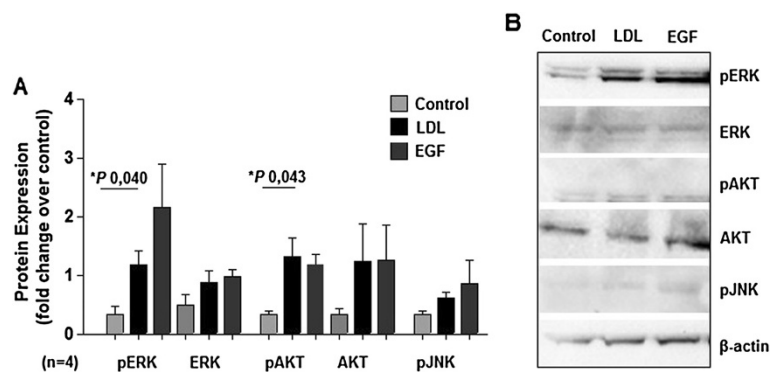 A
Protein Expression
(fold change over control)
4
3
2
1
0
Control
LDL
EGF
*P 0,040
*P 0,043
(n=4) pERK ERK pAKT AKT pJNK
B
Control LDL EGF
pERK
ERK
pAKT
AKT
pJNK
β-actin